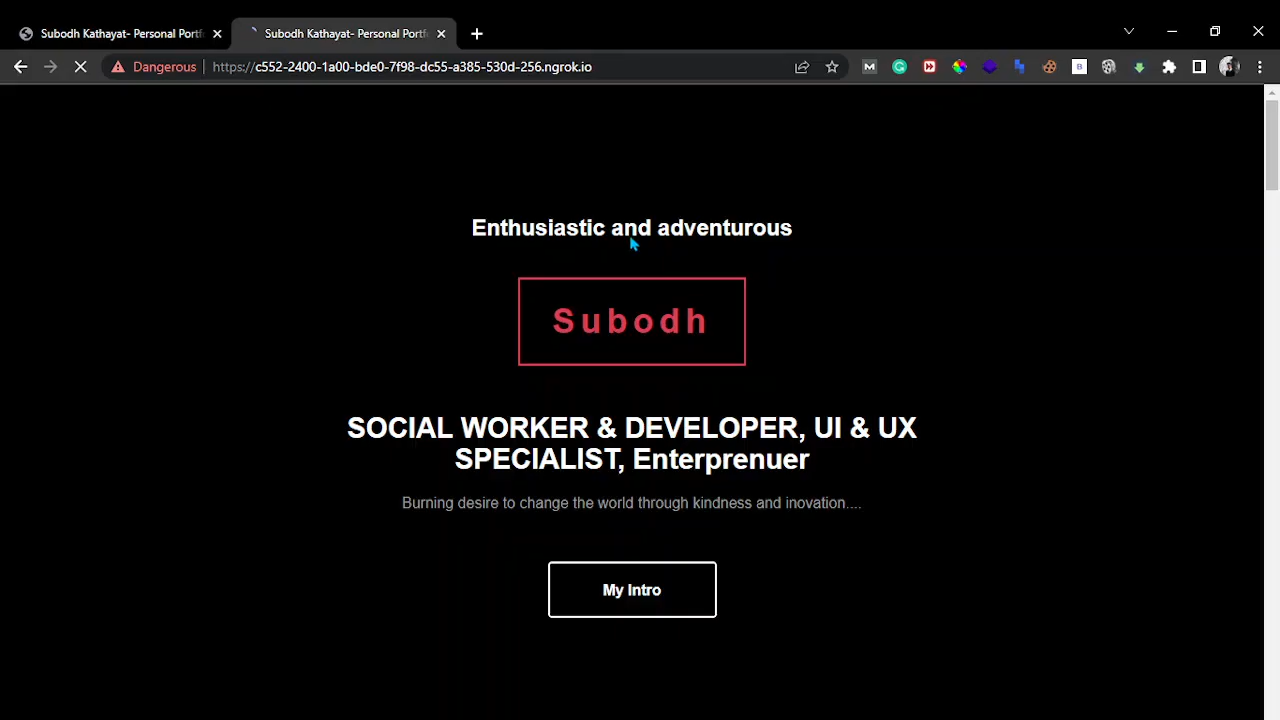 Subodh Kathayat- Personal Portf
Subodh Kathayat- Personal Portf
Dangerous
https://c552-2400-1a00-bde0-7f98-dc55-a385-530d-256.ngrok.io
Enthusiastic and adventurous
Subodh
SOCIAL WORKER & DEVELOPER, UI & UX
SPECIALIST, Enterprenuer
Burning desire to change the world through kindness and inovation....
My Intro